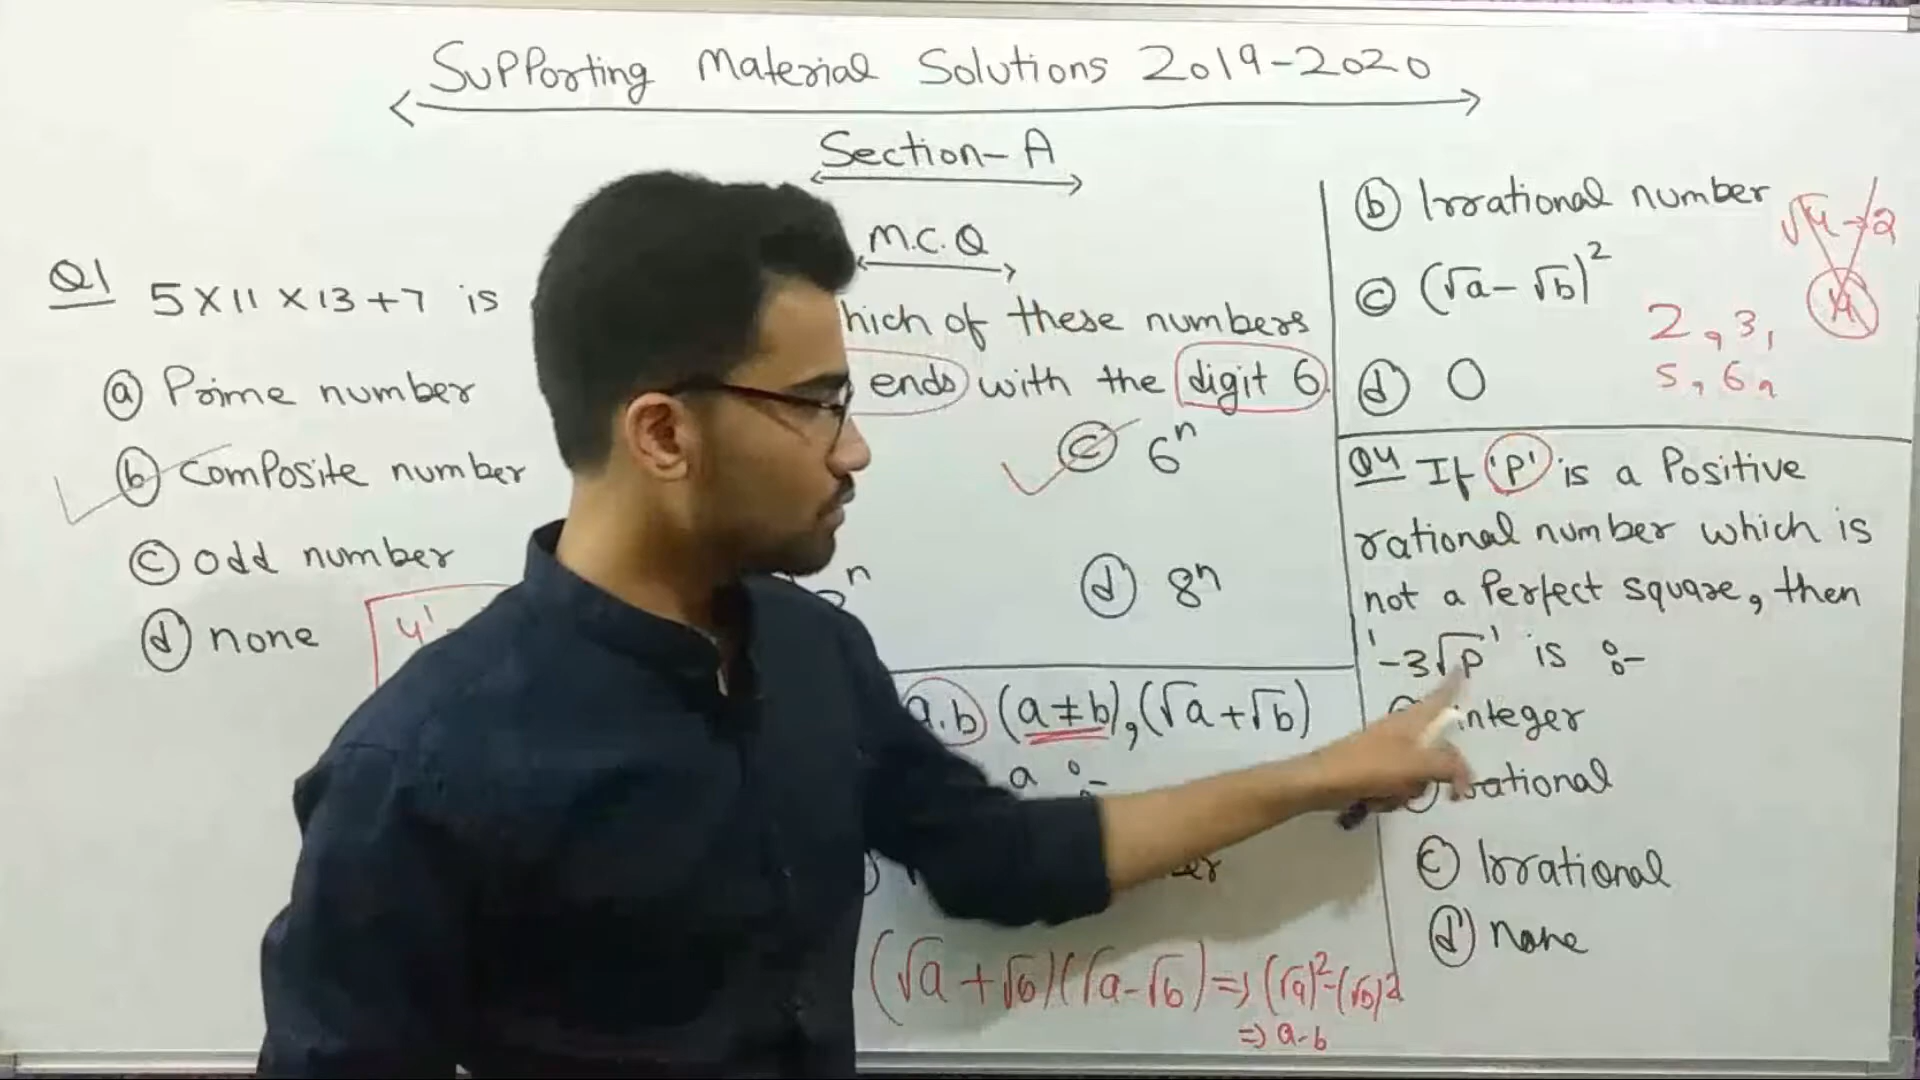 Supporting Material Solutions 2019-2020
Section-A
M.C.Q
Q1 5×11×13+7 is
ⓐ Prime number
ⓑ composite number
ⓒ odd number
ⓓ none
4'
hich of these numbers
ends with the digit 6.
ⓒ 6ⁿ
ⁿ
ⓓ 8ⁿ
a.b (a≠b), (√a+√b)
a :-
er
(√a+√b)(√a-√b) => (√a)²-(√b)²
=> a-b
ⓑ Irrational number
ⓒ (√a-√b)²
ⓓ 0
√4→2
4
2, 3,
5, 6,
Q4 If 'P' is a Positive
rational number which is
not a Perfect square, then
'-3√P' is :-
integer
rational
ⓒ Irrational
ⓓ none